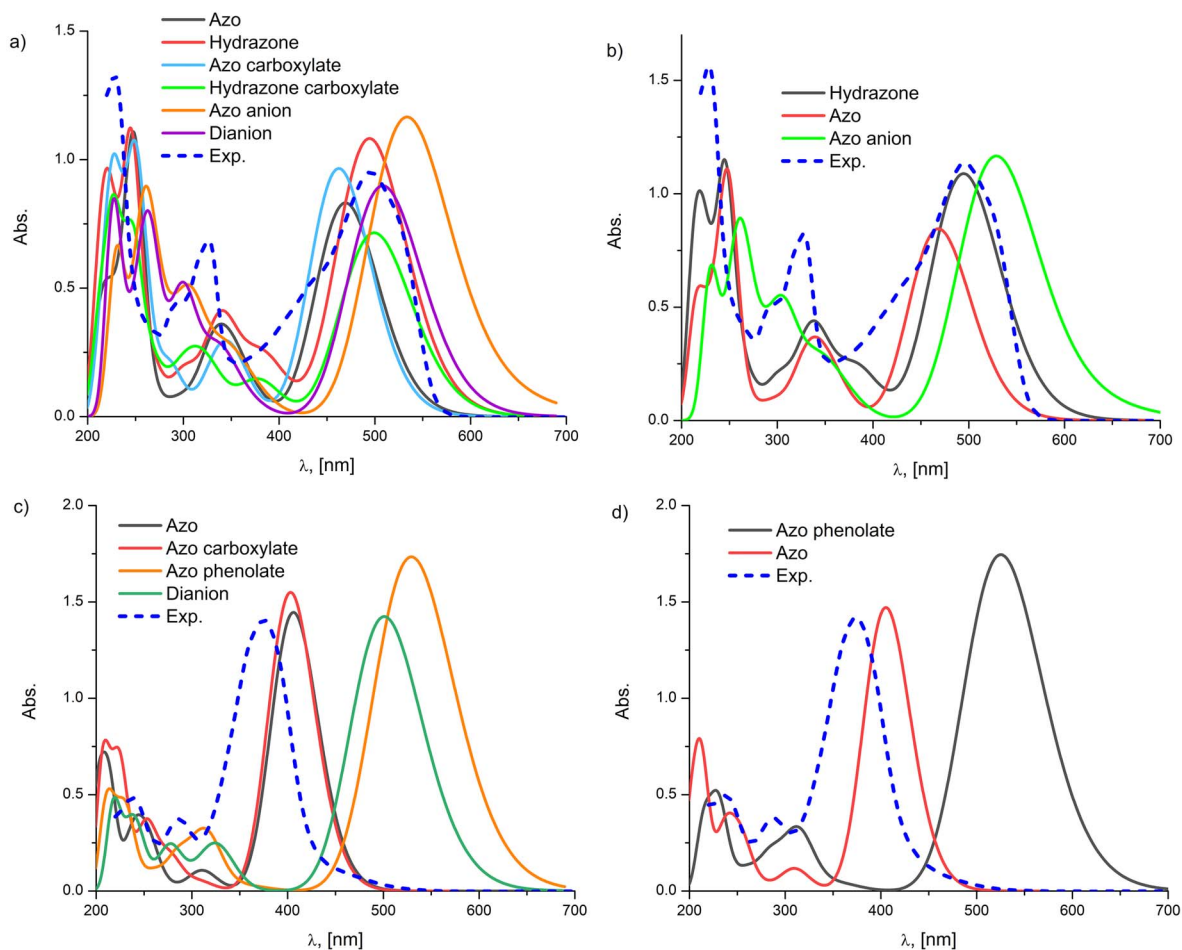 a)
Azo
Hydrazone
Azo carboxylate
Hydrazone carboxylate
Azo anion
Dianion
Exp.
1.5
1.0
0.5
0.0
Abs.
200 300 400 500 600 700
λ, [nm]
b)
Hydrazone
Azo
Azo anion
Exp.
1.5
1.0
0.5
0.0
Abs.
200 300 400 500 600 700
λ, [nm]
c)
Azo
Azo carboxylate
Azo phenolate
Dianion
Exp.
2.0
1.5
1.0
0.5
0.0
Abs.
200 300 400 500 600 700
λ, [nm]
d)
Azo phenolate
Azo
Exp.
2.0
1.5
1.0
0.5
0.0
Abs.
200 300 400 500 600 700
λ, [nm]